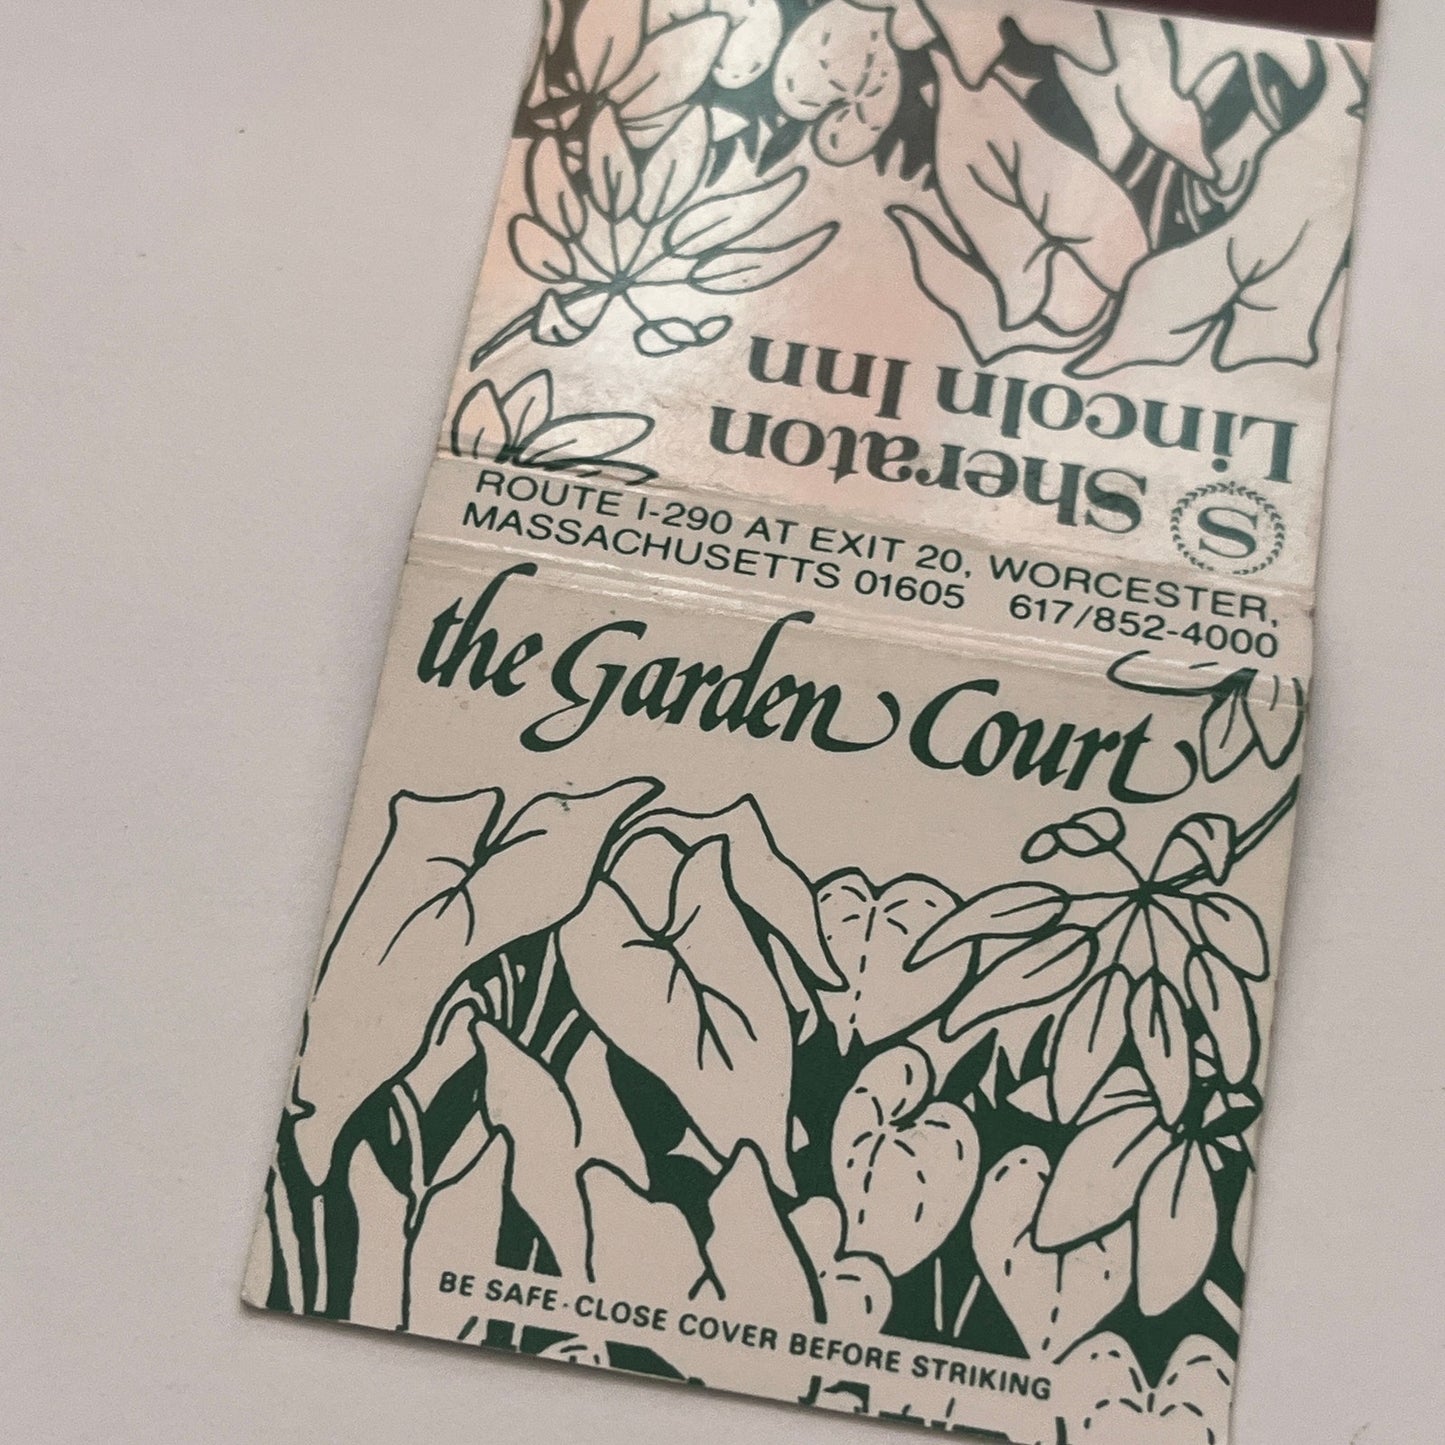 Sheraton
Lincoln Inn
S
ROUTE I-290 AT EXIT 20, WORCESTER,
MASSACHUSETTS 01605 617/852-4000
the Garden Court
BE SAFE-CLOSE COVER BEFORE STRIKING